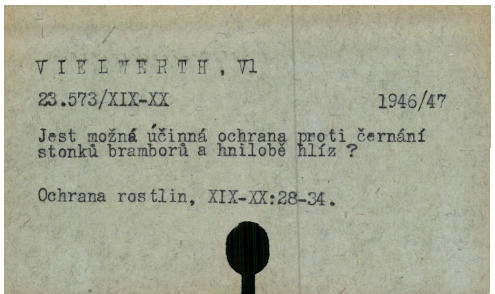 VIELWERTH, Vl
23.573/XIX-XX 1946/47
Jest možná účinná ochrana proti černání
stonků bramborů a hnilobě hlíz ?
Ochrana rostlin, XIX-XX:28-34.